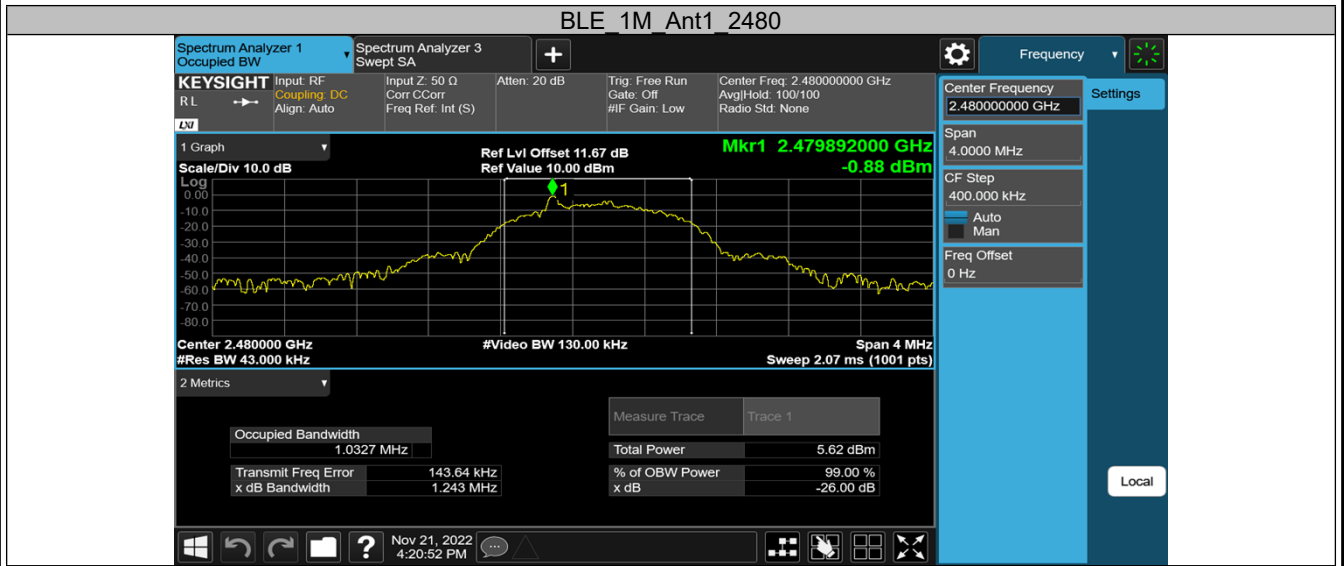 BLE_1M_Ant1_2480
Spectrum Analyzer 1
Occupied BW
Spectrum Analyzer 3
Swept SA
Frequency
KEYSIGHT
R L
LXI
Input: RF
Coupling: DC
Align: Auto
Input Z: 50 Ω
Corr CCorr
Freq Ref: Int (S)
Atten: 20 dB
Trig: Free Run
Gate: Off
#IF Gain: Low
Center Freq: 2.480000000 GHz
Avg|Hold: 100/100
Radio Std: None
Center Frequency
2.480000000 GHz
Settings
Span
4.0000 MHz
CF Step
400.000 kHz
Auto
Man
Freq Offset
0 Hz
1 Graph
Scale/Div 10.0 dB
Ref Lvl Offset 11.67 dB
Ref Value 10.00 dBm
Mkr1 2.479892000 GHz
-0.88 dBm
Log
0.00
-10.0
-20.0
-30.0
-40.0
-50.0
-60.0
-70.0
-80.0
1
Center 2.480000 GHz
#Video BW 130.00 kHz
Span 4 MHz
#Res BW 43.000 kHz
Sweep 2.07 ms (1001 pts)
2 Metrics
Measure Trace
Trace 1
Occupied Bandwidth
1.0327 MHz
Total Power
5.62 dBm
Transmit Freq Error
143.64 kHz
% of OBW Power
99.00 %
x dB Bandwidth
1.243 MHz
x dB
-26.00 dB
Local
Nov 21, 2022
4:20:52 PM